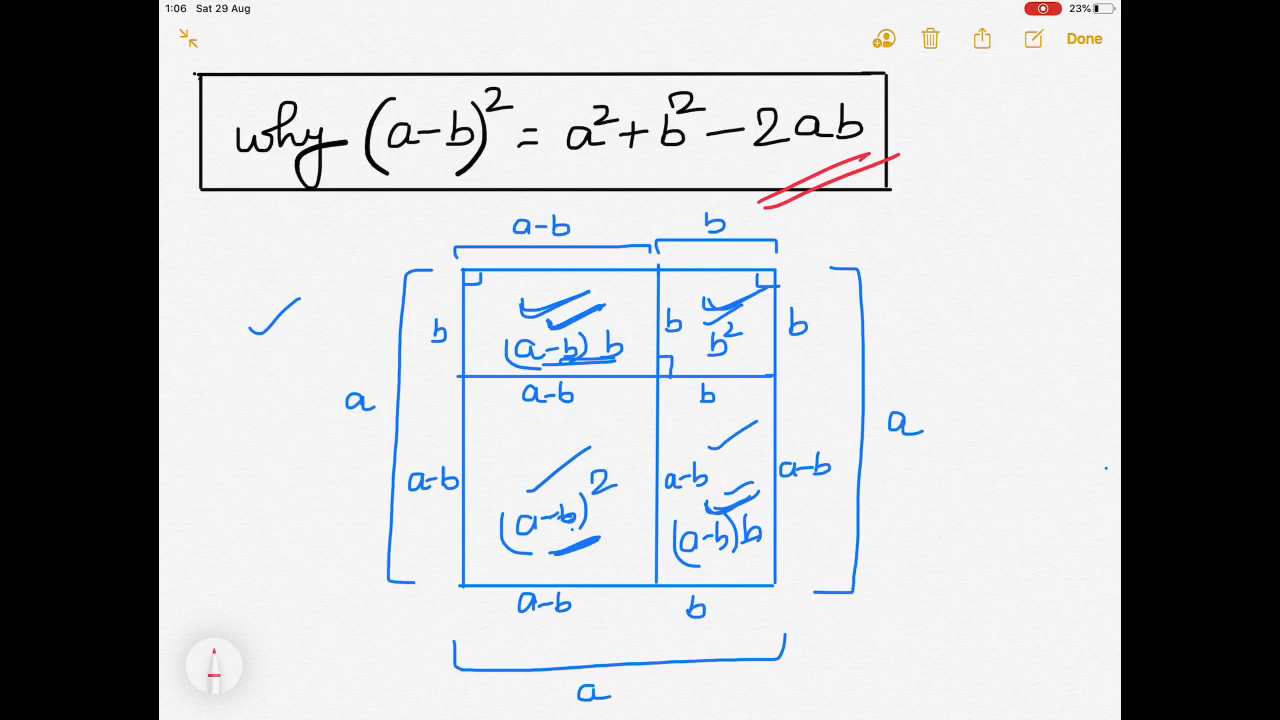 1:06 Sat 29 Aug 23%
Done
why (a-b)² = a² + b² - 2ab
a-b b
b (a-b)b b b² b
a a-b b a
a-b (a-b)² a-b (a-b)b a-b
a-b b
a